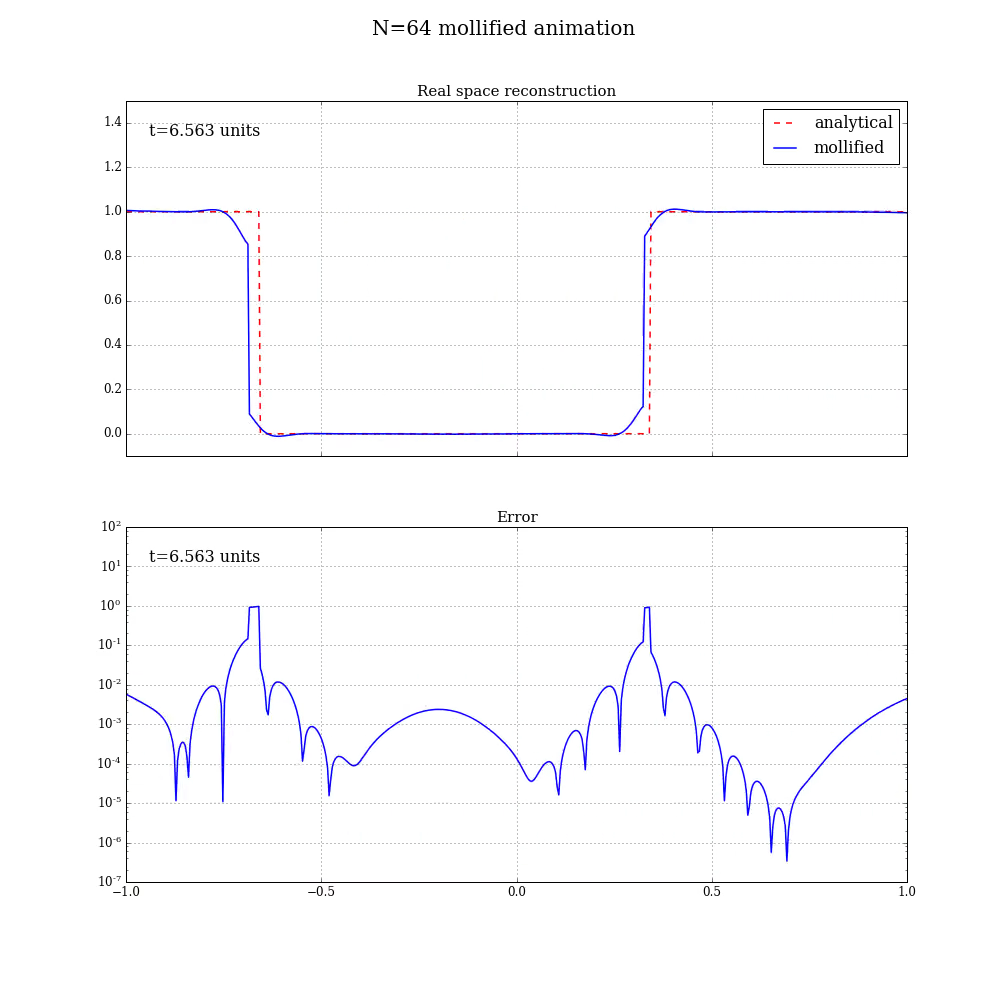 N=64 mollified animation
Real space reconstruction
t=6.563 units
analytical
mollified
1.4
1.2
1.0
0.8
0.6
0.4
0.2
0.0
Error
t=6.563 units
10²
10¹
10⁰
10⁻¹
10⁻²
10⁻³
10⁻⁴
10⁻⁵
10⁻⁶
10⁻⁷
−1.0 −0.5 0.0 0.5 1.0